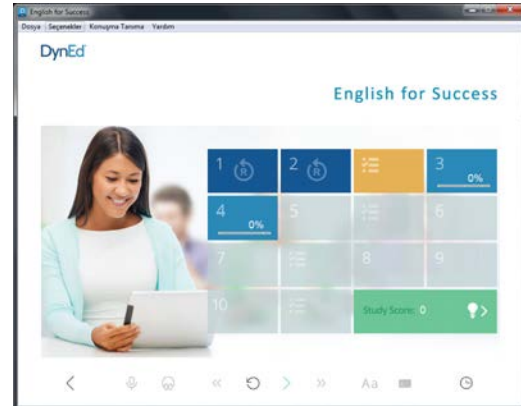 English for Success
Dosya Seçenekler Konuşma Tanıma Yardım
DynEd
English for Success
1 R 2 R 3 0%
4 0% 5 6
7 8 9
10 Study Score: 0
Aa